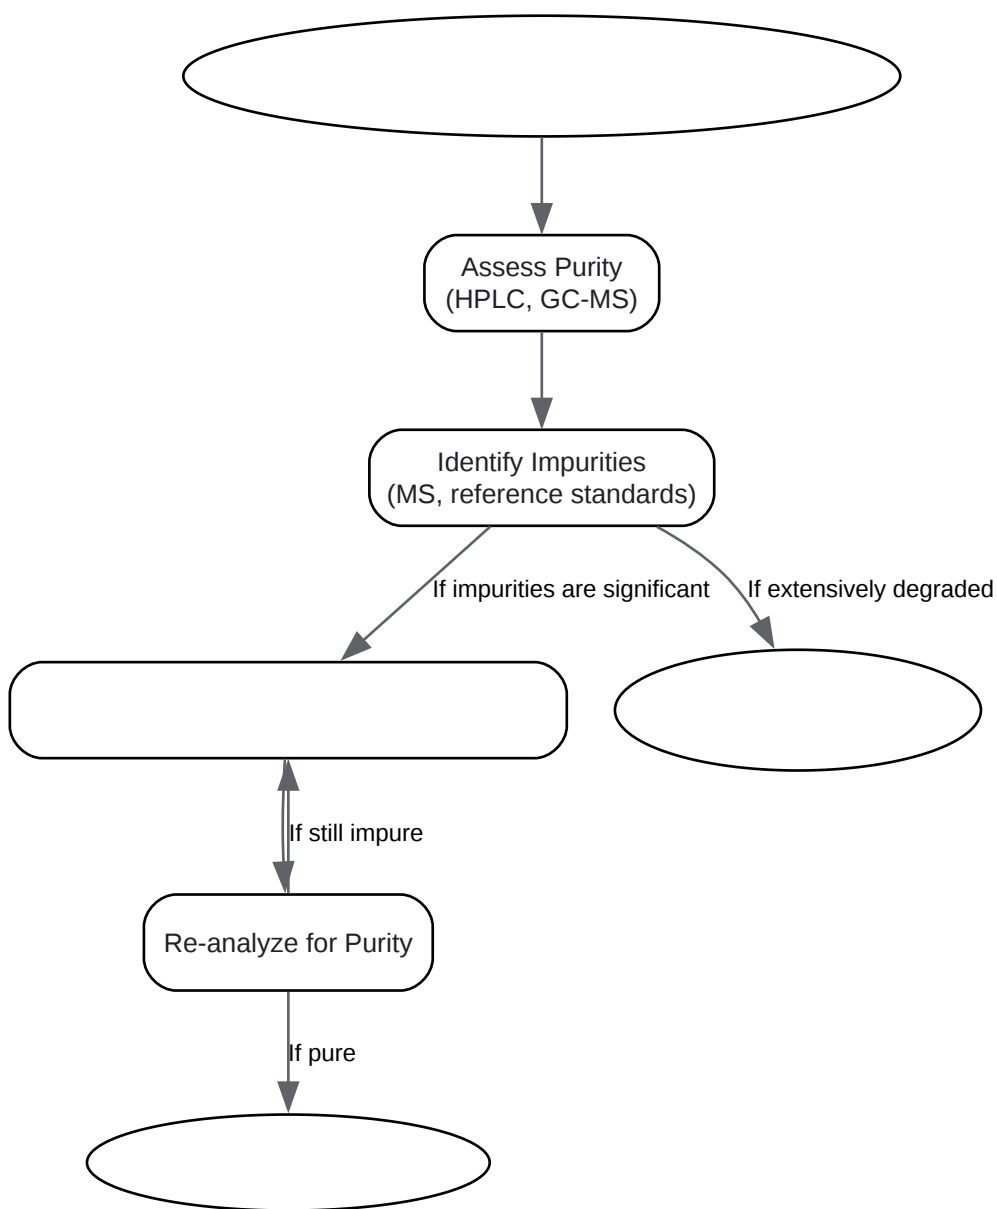 Assess Purity
(HPLC, GC-MS)
Identify Impurities
(MS, reference standards)
If impurities are significant
If extensively degraded
If still impure
Re-analyze for Purity
If pure